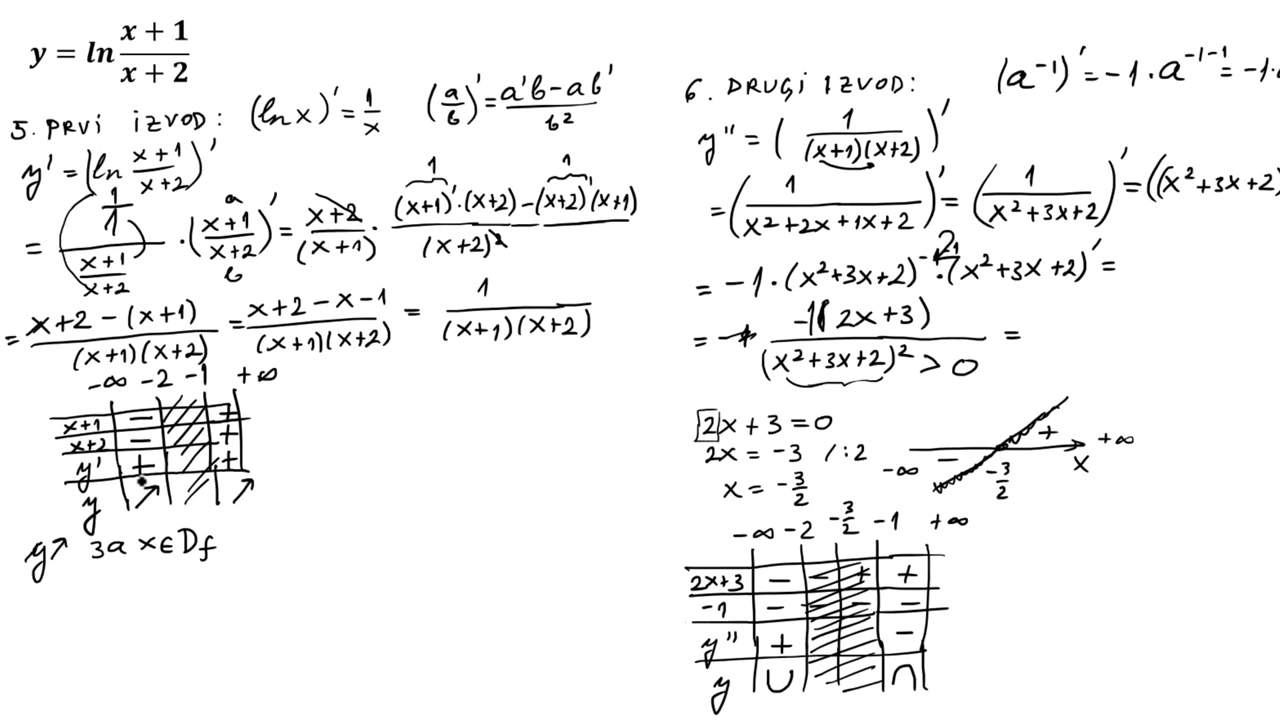 y = ln (x + 1)/(x + 2)
5. PRVI IZVOD: (ln x)' = 1/x (a/b)' = (a'b − ab')/b²
y' = (ln (x+1)/(x+2))'
= 1/((x+1)/(x+2)) · ((x+1)/(x+2))' = (x+2)/(x+1) · ((x+1)'·(x+2) − (x+2)'(x+1))/(x+2)²
= (x+2 − (x+1))/((x+1)(x+2)) = (x+2 − x − 1)/((x+1)(x+2)) = 1/((x+1)(x+2))
−∞ −2 −1 +∞
x+1 − +
x+2 − +
y' + +
y ↗ ↗
y ↗ за x ∈ Df
6. DRUGI IZVOD: (a⁻¹)' = −1 · a⁻¹⁻¹ = −1 ·
y'' = (1/((x+1)(x+2)))'
= (1/(x²+2x+1x+2))' = (1/(x²+3x+2))' = ((x²+3x+2)
= −1 · (x²+3x+2)⁻² · (x²+3x+2)' =
= −1(2x+3)/(x²+3x+2)² > 0 =
2x + 3 = 0
2x = −3 /:2
x = −3/2
− + −3/2 −∞ +∞ x
−∞ −2 −3/2 −1 +∞
2x+3 − − + +
−1 − − − −
y'' + −
y ∪ ∩